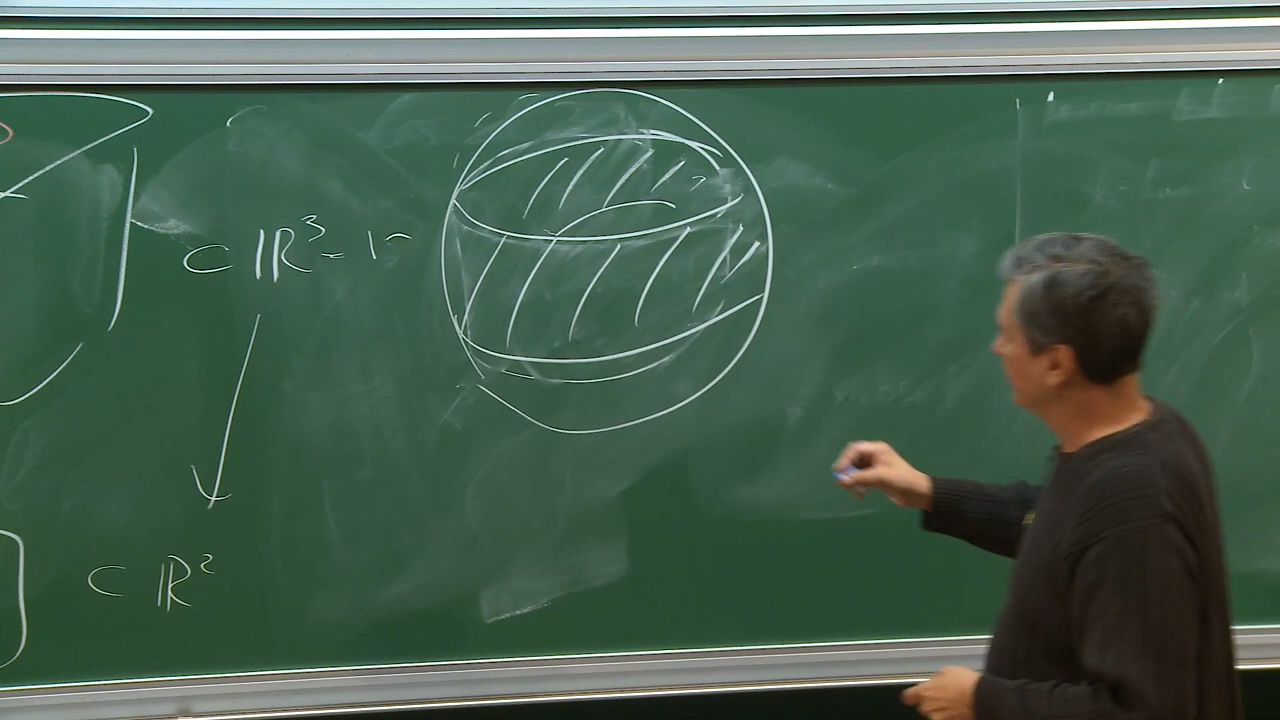 ⊂ ℝ³ =
⊂ ℝ²